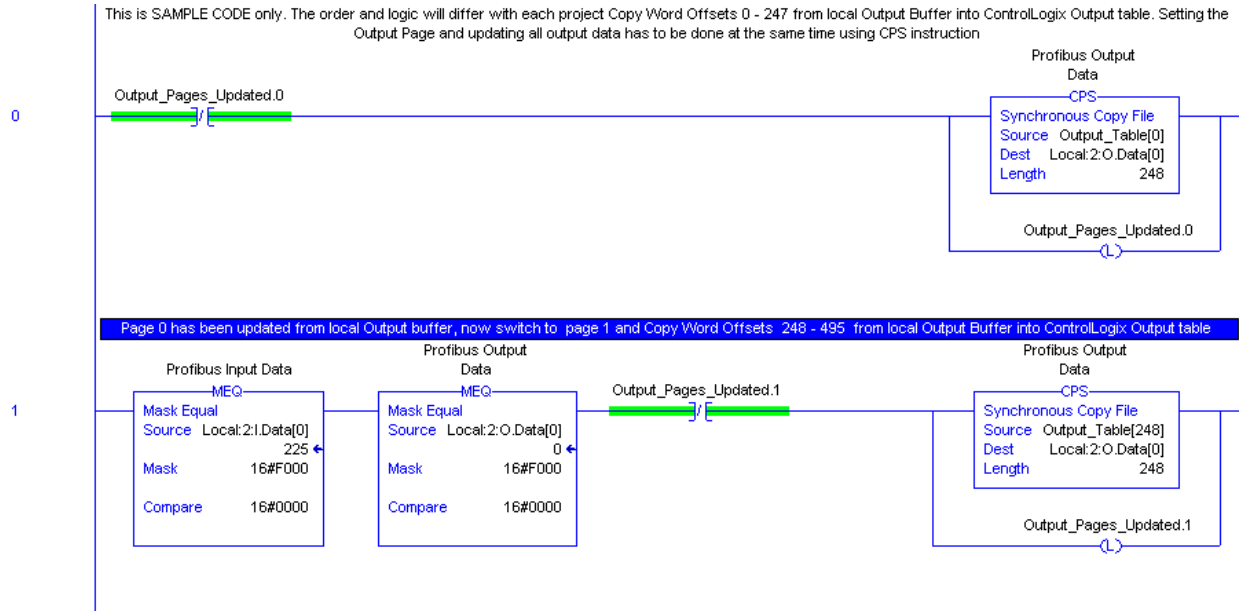 This is SAMPLE CODE only. The order and logic will differ with each project Copy Word Offsets 0 - 247 from local Output Buffer into ControlLogix Output table. Setting the
Output Page and updating all output data has to be done at the same time using CPS instruction
Profibus Output
Data
Output_Pages_Updated.0
CPS
0
Synchronous Copy File
Source Output_Table[0]
Dest Local:2:O.Data[0]
Length 248
Output_Pages_Updated.0
L
Page 0 has been updated from local Output buffer, now switch to page 1 and Copy Word Offsets 248 - 495 from local Output Buffer into ControlLogix Output table
Profibus Input Data
Profibus Output
Data
Profibus Output
Data
MEQ
MEQ
Output_Pages_Updated.1
CPS
1
Mask Equal
Source Local:2:I.Data[0]
225
Mask 16#F000
Compare 16#0000
Mask Equal
Source Local:2:O.Data[0]
0
Mask 16#F000
Compare 16#0000
Synchronous Copy File
Source Output_Table[248]
Dest Local:2:O.Data[0]
Length 248
Output_Pages_Updated.1
L